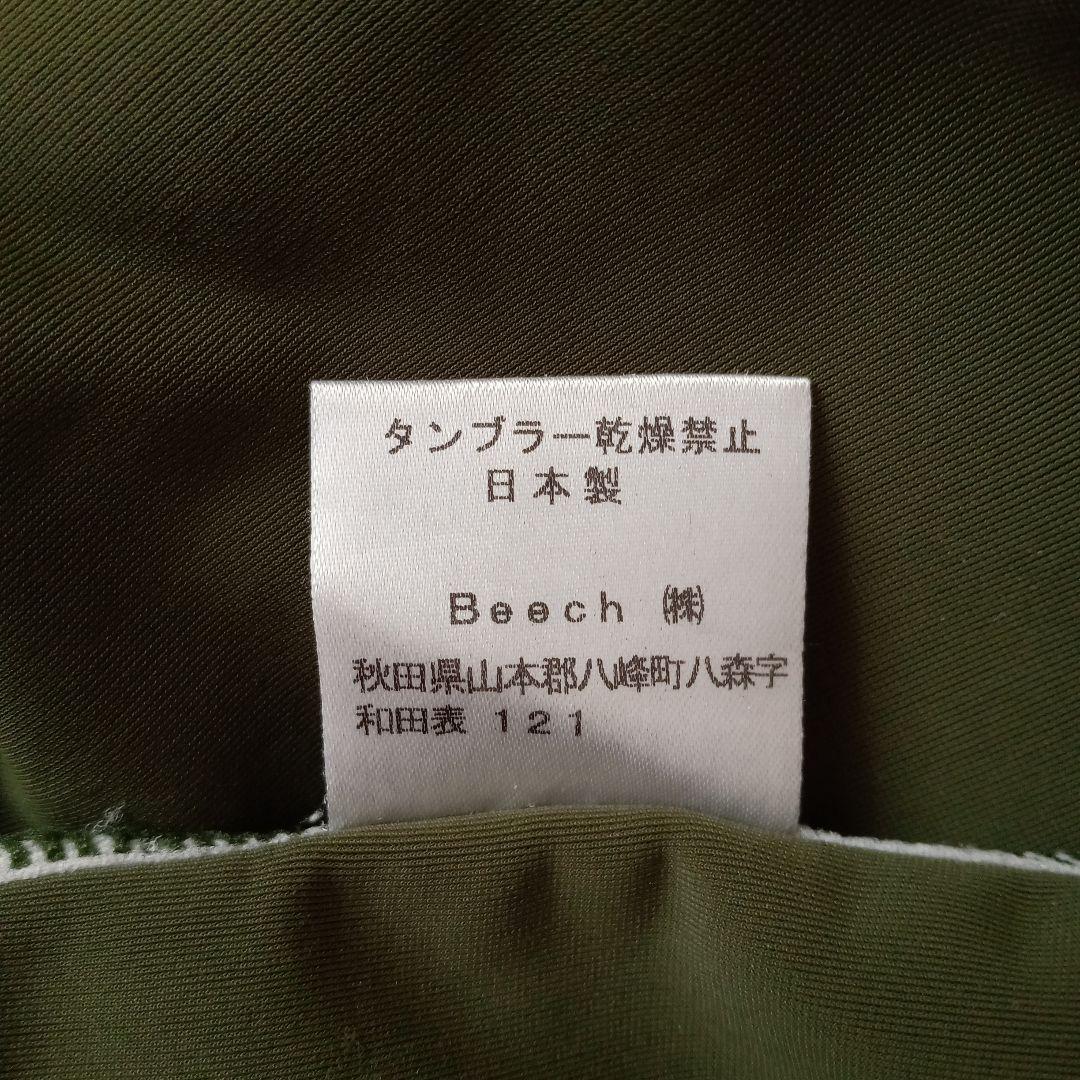 タンブラー乾燥禁止
日本製
Beech ㈱
秋田県山本郡八峰町八森字
和田表 121